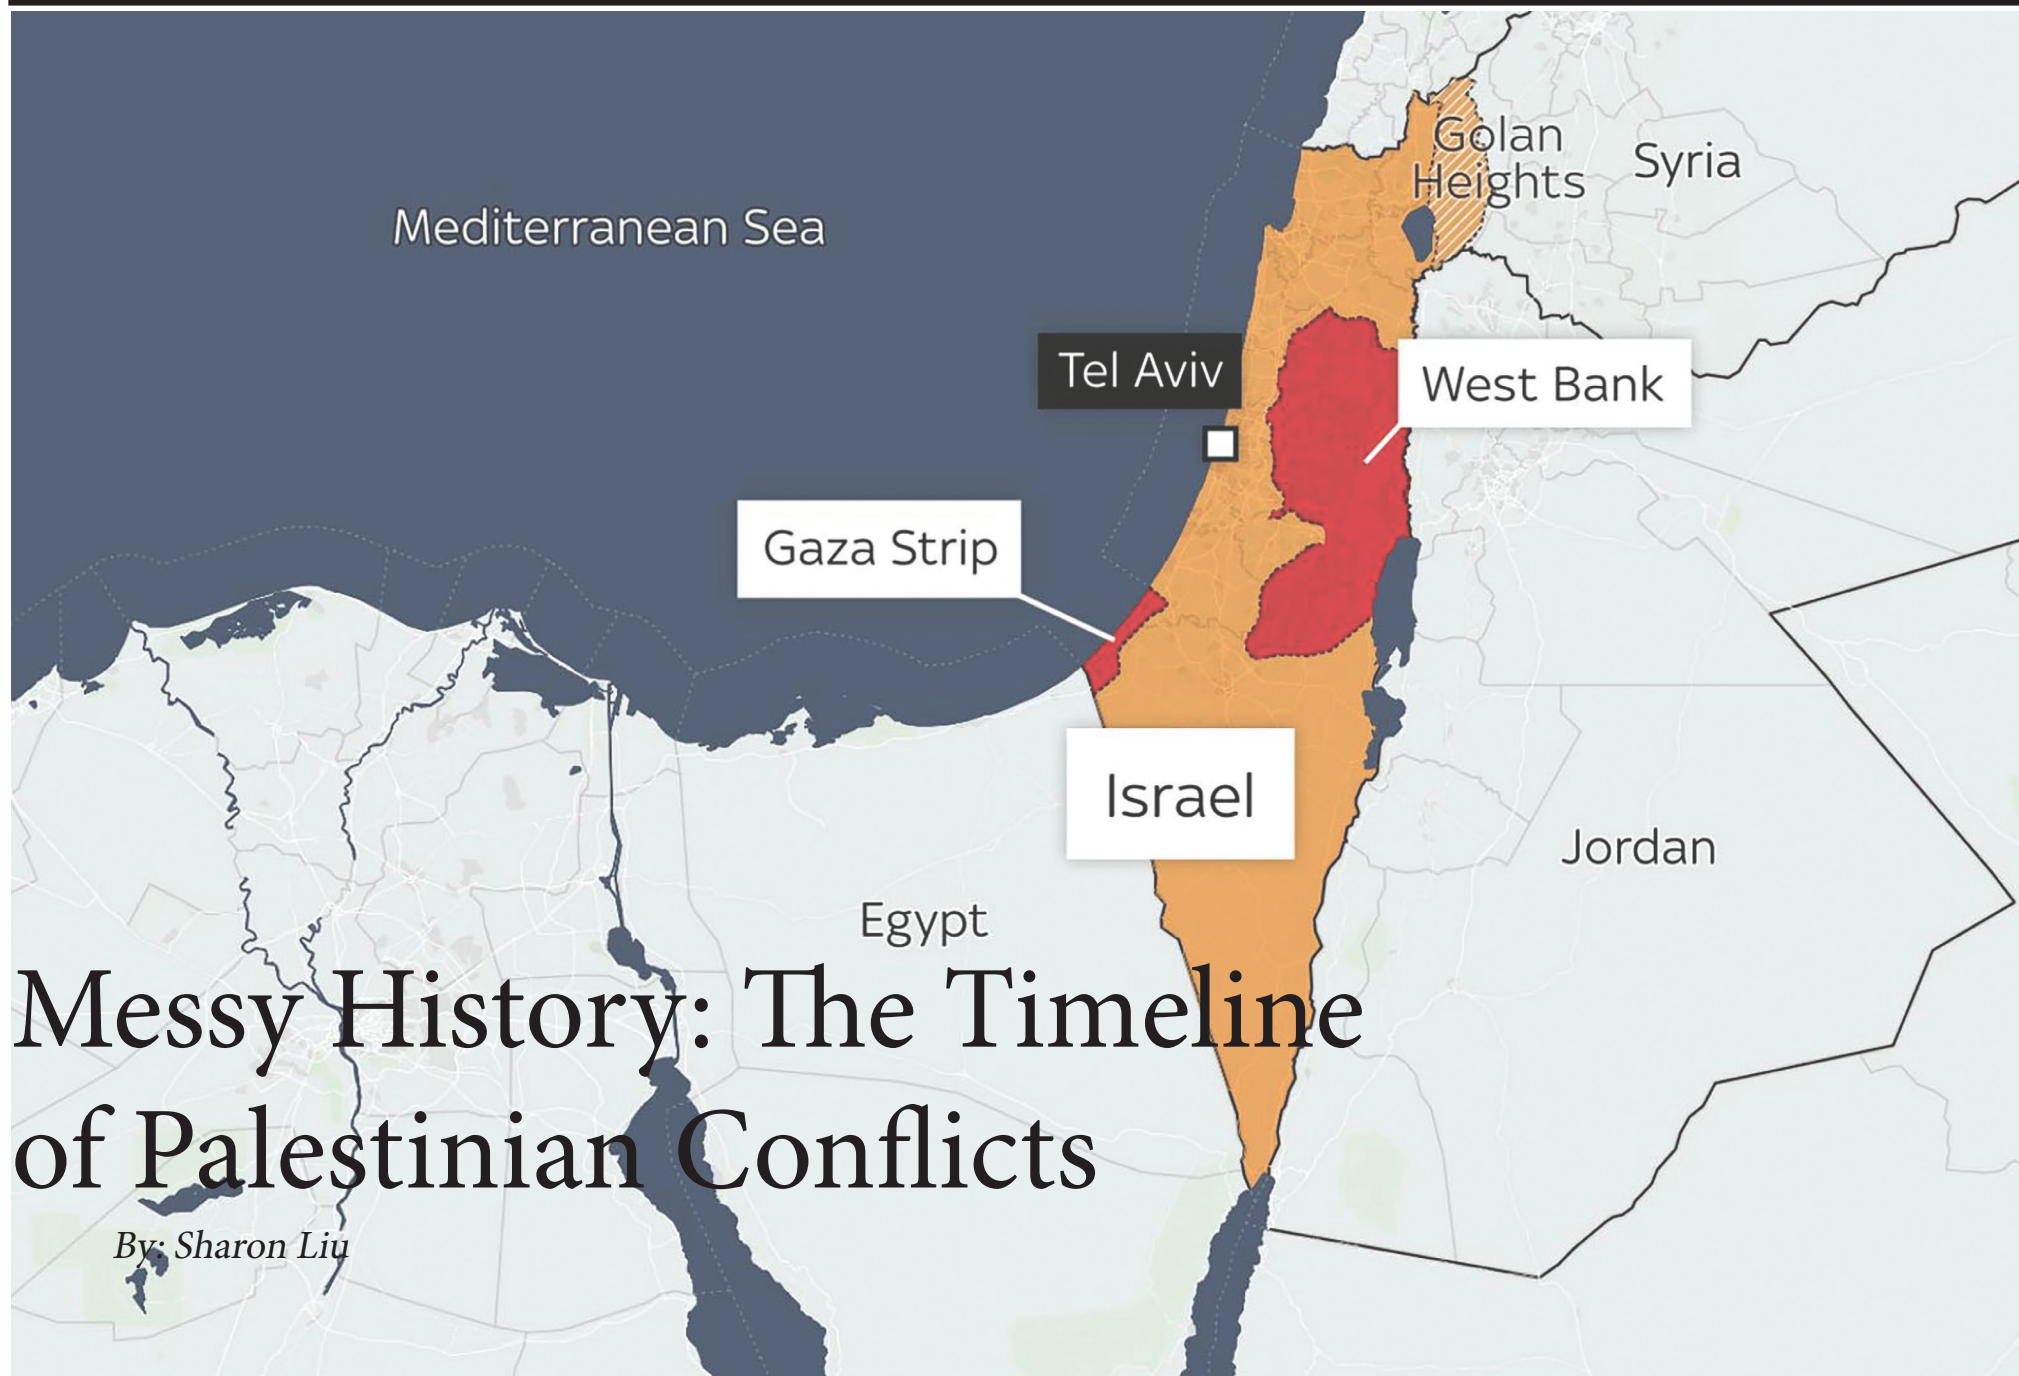 Golan
Heights
Syria
Mediterranean Sea
Tel Aviv
West Bank
Gaza Strip
Israel
Jordan
Egypt
Messy History: The Timeline
of Palestinian Conflicts
By: Sharon Liu